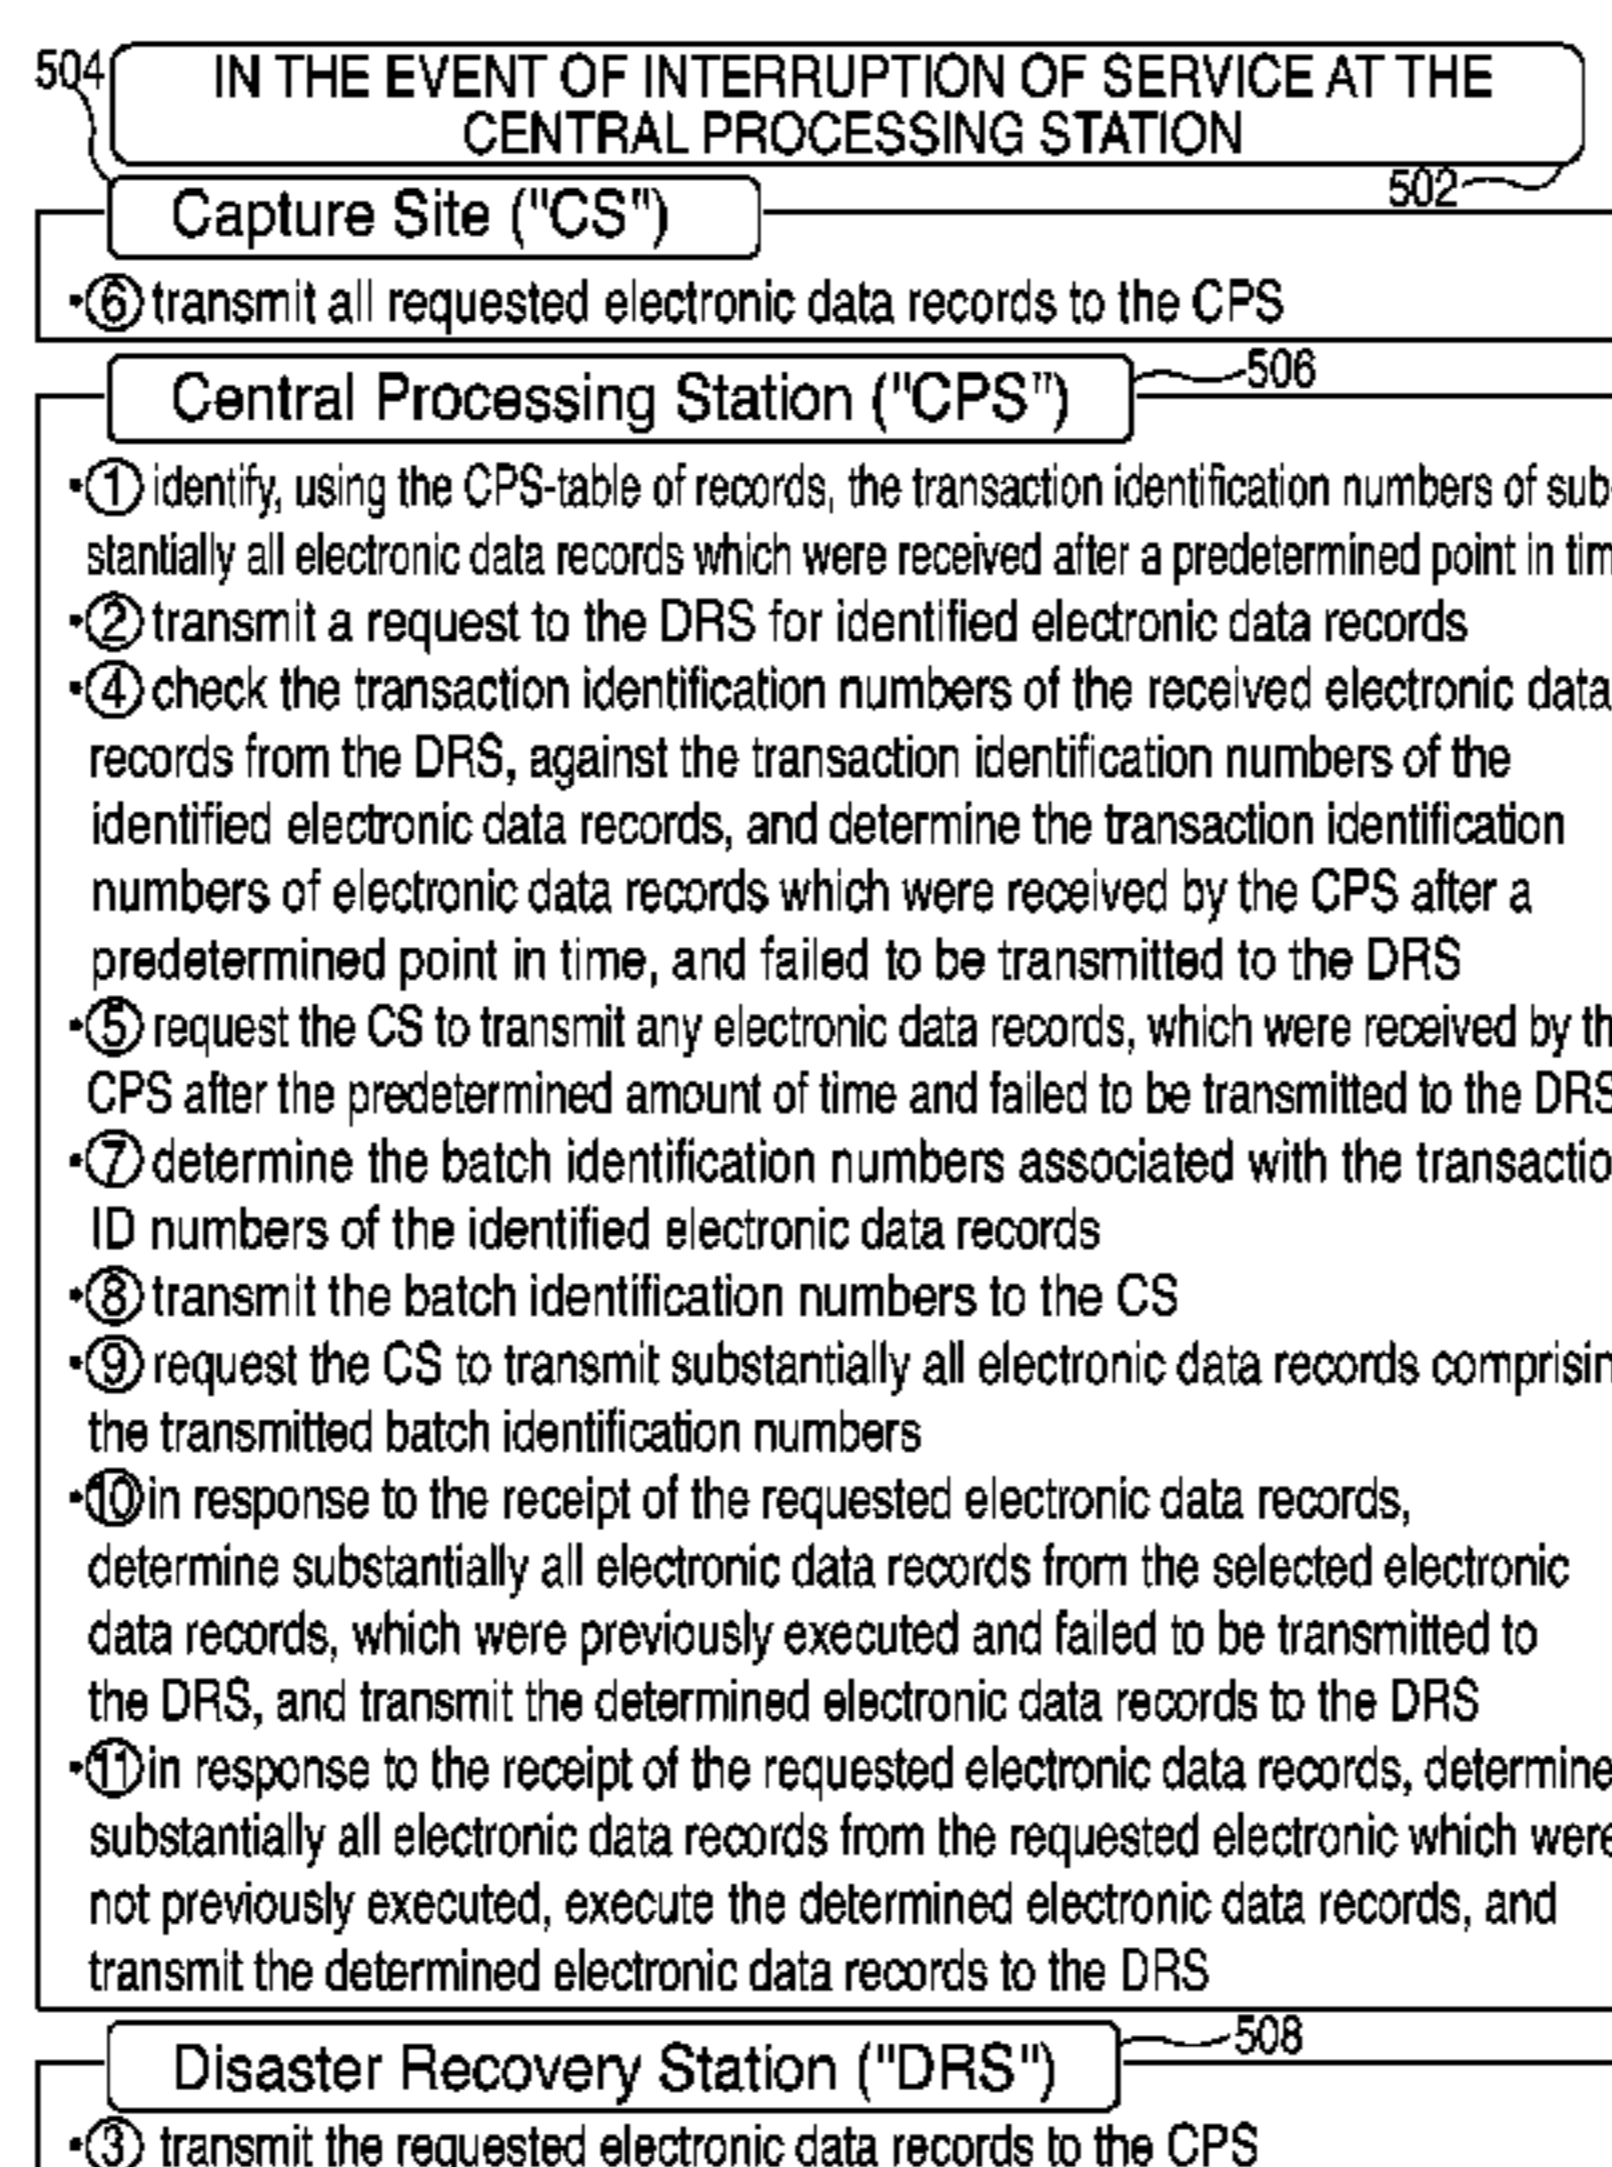 504
IN THE EVENT OF INTERRUPTION OF SERVICE AT THE
CENTRAL PROCESSING STATION
502
Capture Site ("CS")
•⑥ transmit all requested electronic data records to the CPS
Central Processing Station ("CPS")
506
•① identify, using the CPS-table of records, the transaction identification numbers of sub-
stantially all electronic data records which were received after a predetermined point in tim
•② transmit a request to the DRS for identified electronic data records
•④ check the transaction identification numbers of the received electronic data
records from the DRS, against the transaction identification numbers of the
identified electronic data records, and determine the transaction identification
numbers of electronic data records which were received by the CPS after a
predetermined point in time, and failed to be transmitted to the DRS
•⑤ request the CS to transmit any electronic data records, which were received by th
CPS after the predetermined amount of time and failed to be transmitted to the DRS
•⑦ determine the batch identification numbers associated with the transactio
ID numbers of the identified electronic data records
•⑧ transmit the batch identification numbers to the CS
•⑨ request the CS to transmit substantially all electronic data records comprisin
the transmitted batch identification numbers
•⑩ in response to the receipt of the requested electronic data records,
determine substantially all electronic data records from the selected electronic
data records, which were previously executed and failed to be transmitted to
the DRS, and transmit the determined electronic data records to the DRS
•⑪ in response to the receipt of the requested electronic data records, determine
substantially all electronic data records from the requested electronic which were
not previously executed, execute the determined electronic data records, and
transmit the determined electronic data records to the DRS
Disaster Recovery Station ("DRS")
508
•③ transmit the requested electronic data records to the CPS